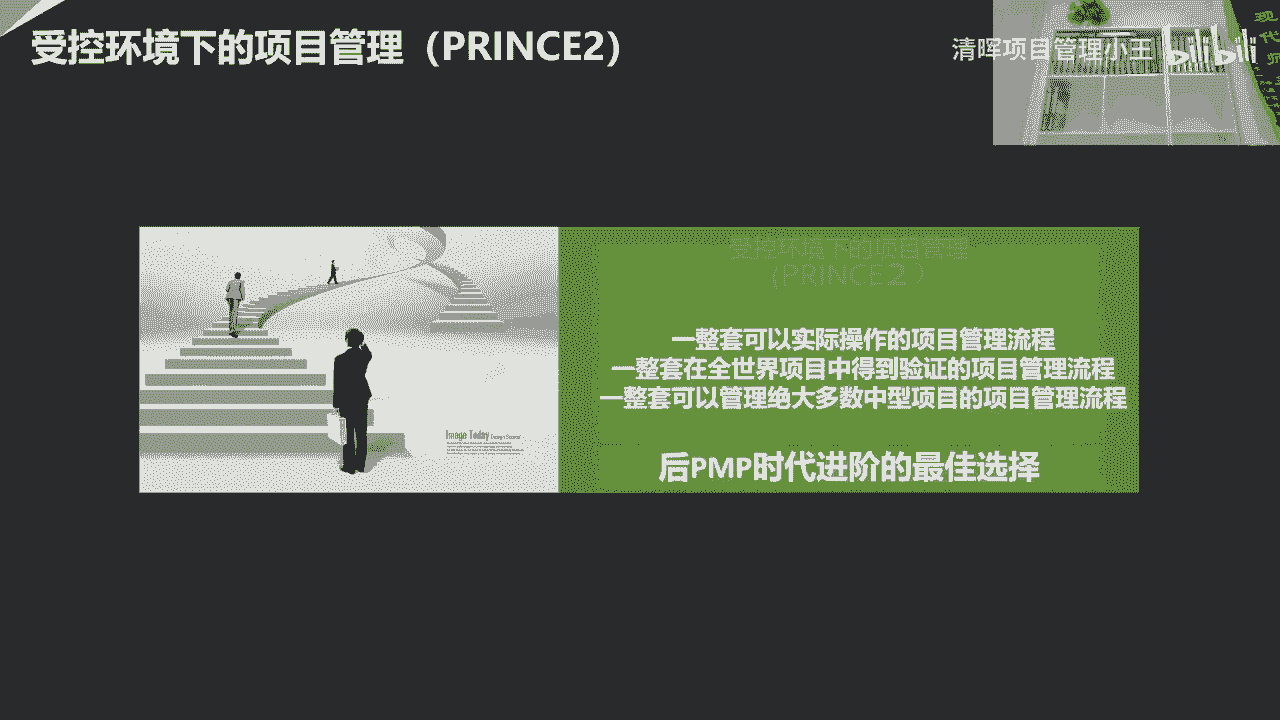 受控环境下的项目管理（PRINCE2）
清晖项目管理小王 bilibili
受控环境下的项目管理
（PRINCE2）
一整套可以实际操作的项目管理流程
一整套在全世界项目中得到验证的项目管理流程
一整套可以管理绝大多数中型项目的项目管理流程
Image Today
后PMP时代进阶的最佳选择